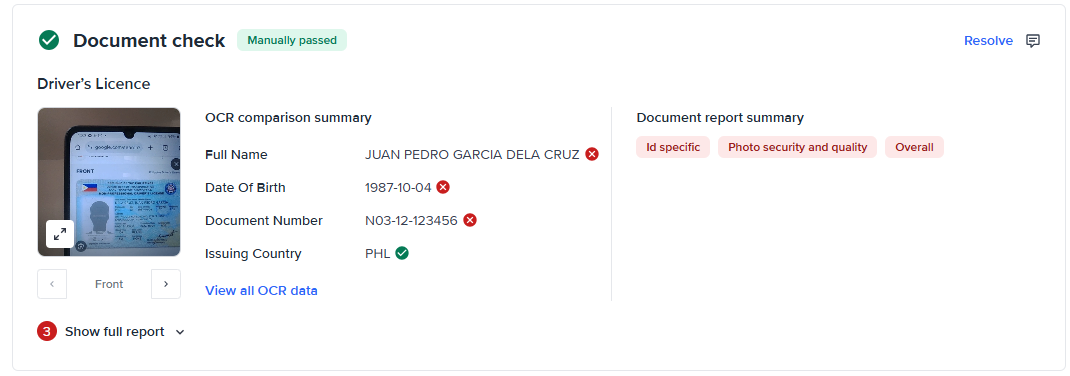 Document check
Manually passed
Resolve
Driver's Licence
FRONT
Front
OCR comparison summary
Full Name JUAN PEDRO GARCIA DELA CRUZ
Date Of Birth 1987-10-04
Document Number N03-12-123456
Issuing Country PHL
View all OCR data
Document report summary
Id specific
Photo security and quality
Overall
3 Show full report